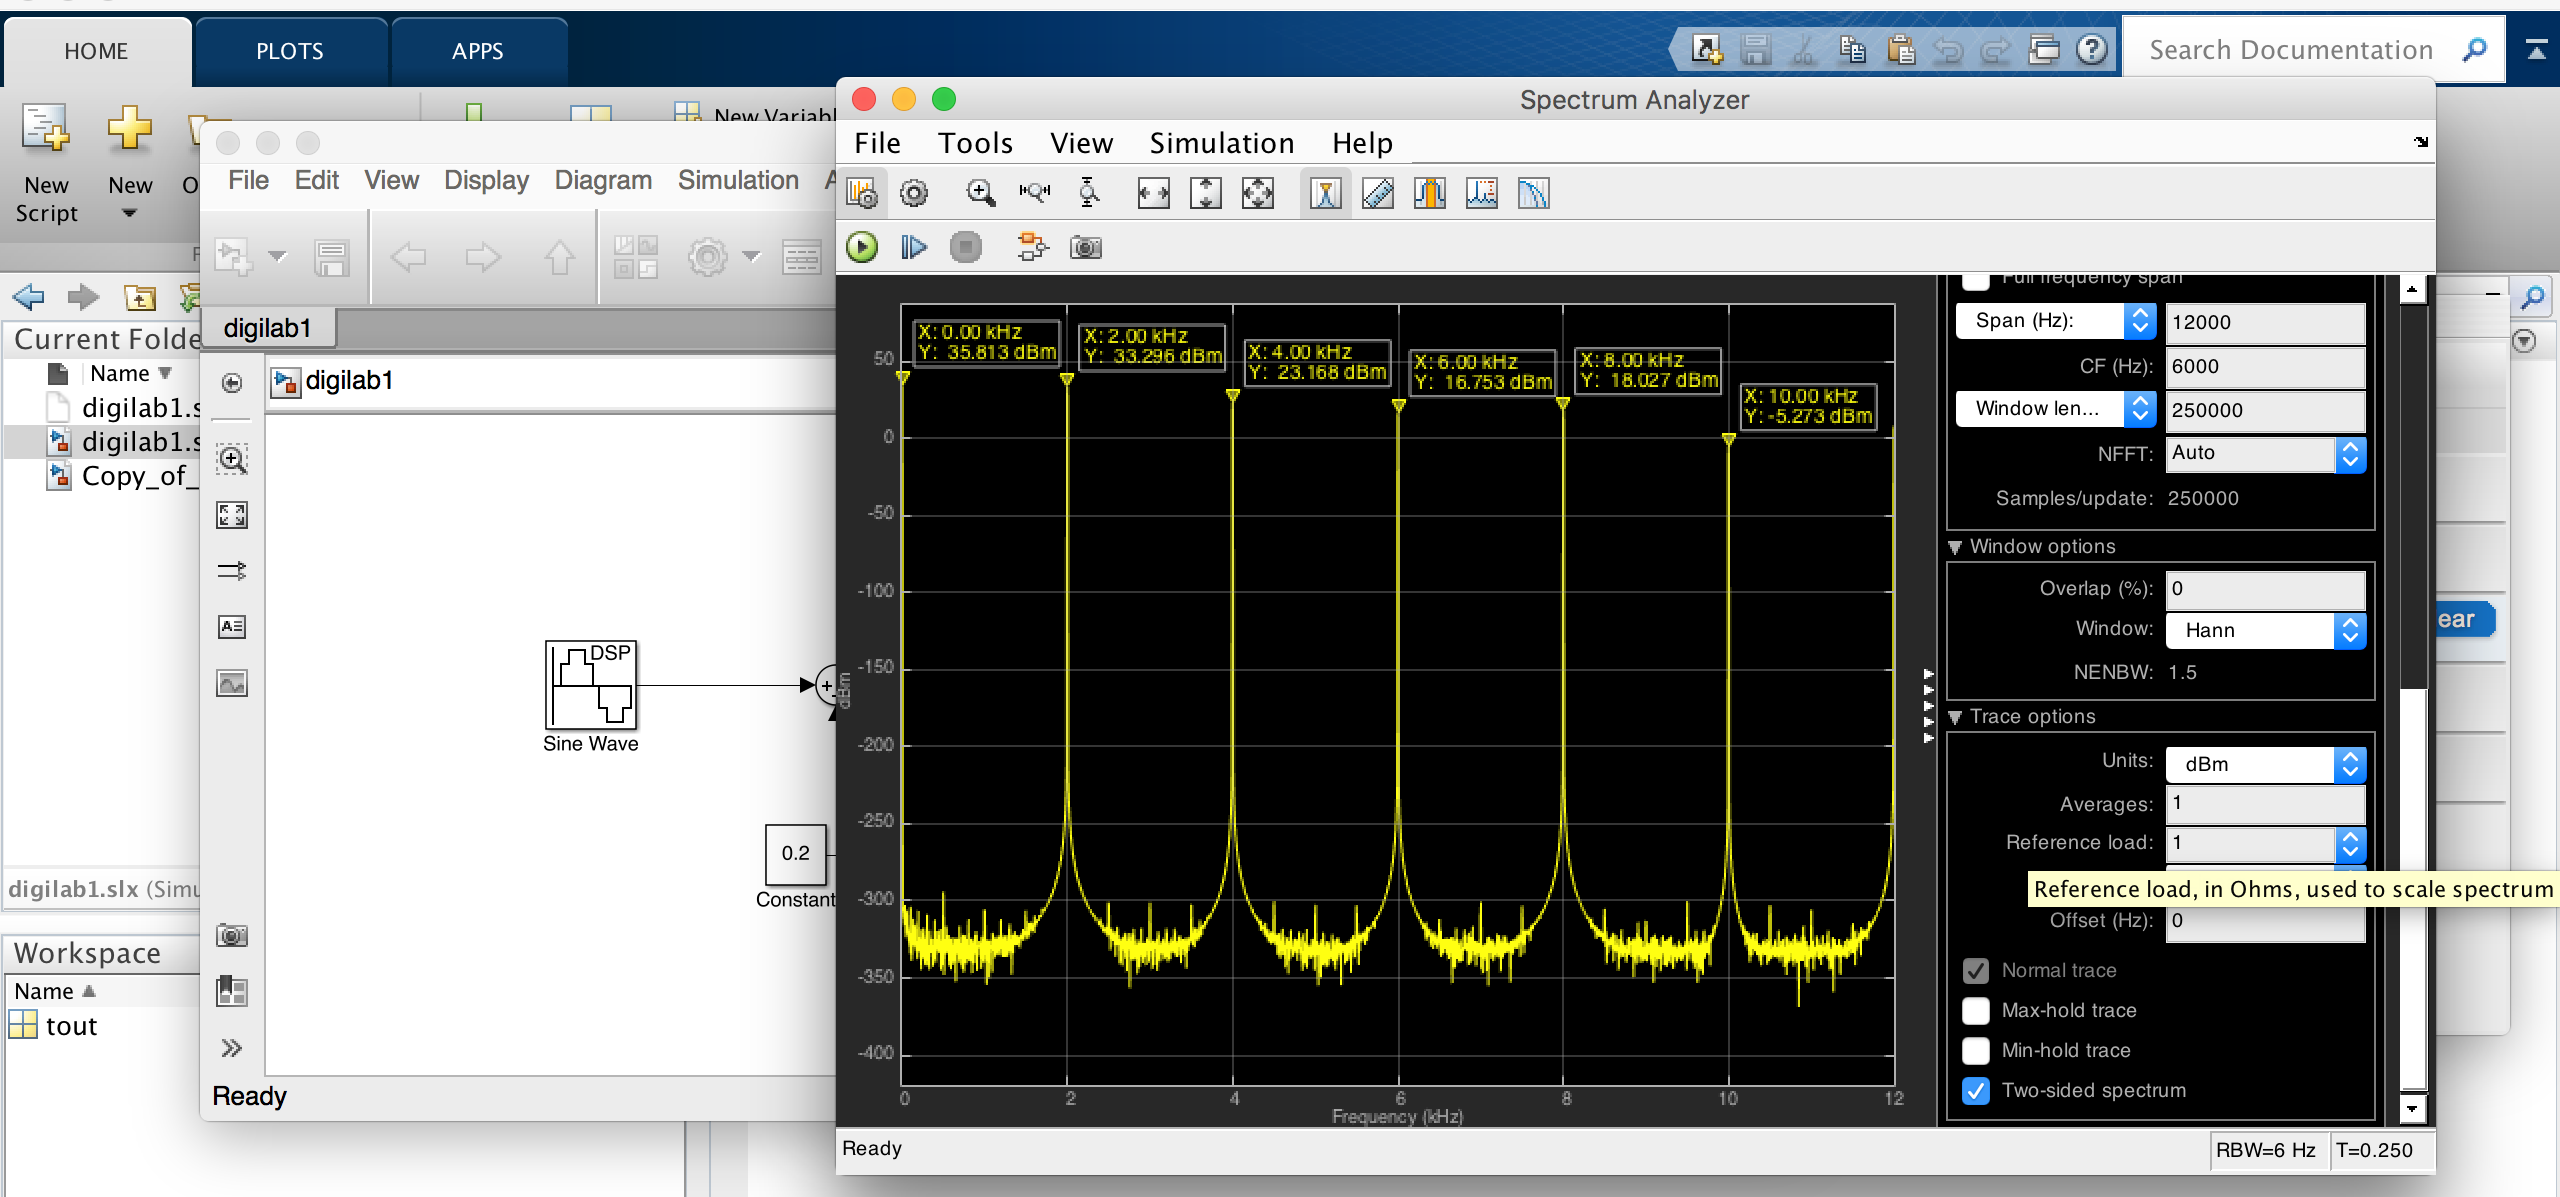 HOME
PLOTS
APPS
Search Documentation
New Script
New
New Variabl
Spectrum Analyzer
File Tools View Simulation Help
File Edit View Display Diagram Simulation
Current Folde
Name
digilab1.s
digilab1.s
Copy_of_
digilab1.slx (Simu
Workspace
Name
tout
digilab1
digilab1
DSP
Sine Wave
0.2
Constant
Ready
X: 0.00 kHz
Y: 35.813 dBm
X: 2.00 kHz
Y: 33.296 dBm
X: 4.00 kHz
Y: 23.168 dBm
X: 6.00 kHz
Y: 16.753 dBm
X: 8.00 kHz
Y: 18.027 dBm
X: 10.00 kHz
Y: -5.273 dBm
50
0
-50
-100
-150
-200
-250
-300
-350
-400
dBm
0 2 4 6 8 10 12
Frequency (kHz)
Full frequency span
Span (Hz): 12000
CF (Hz): 6000
Window len... 250000
NFFT: Auto
Samples/update: 250000
Window options
Overlap (%): 0
Window: Hann
NENBW: 1.5
Trace options
Units: dBm
Averages: 1
Reference load: 1
Reference load, in Ohms, used to scale spectrum
Offset (Hz): 0
Normal trace
Max-hold trace
Min-hold trace
Two-sided spectrum
ear
Ready
RBW=6 Hz T=0.250